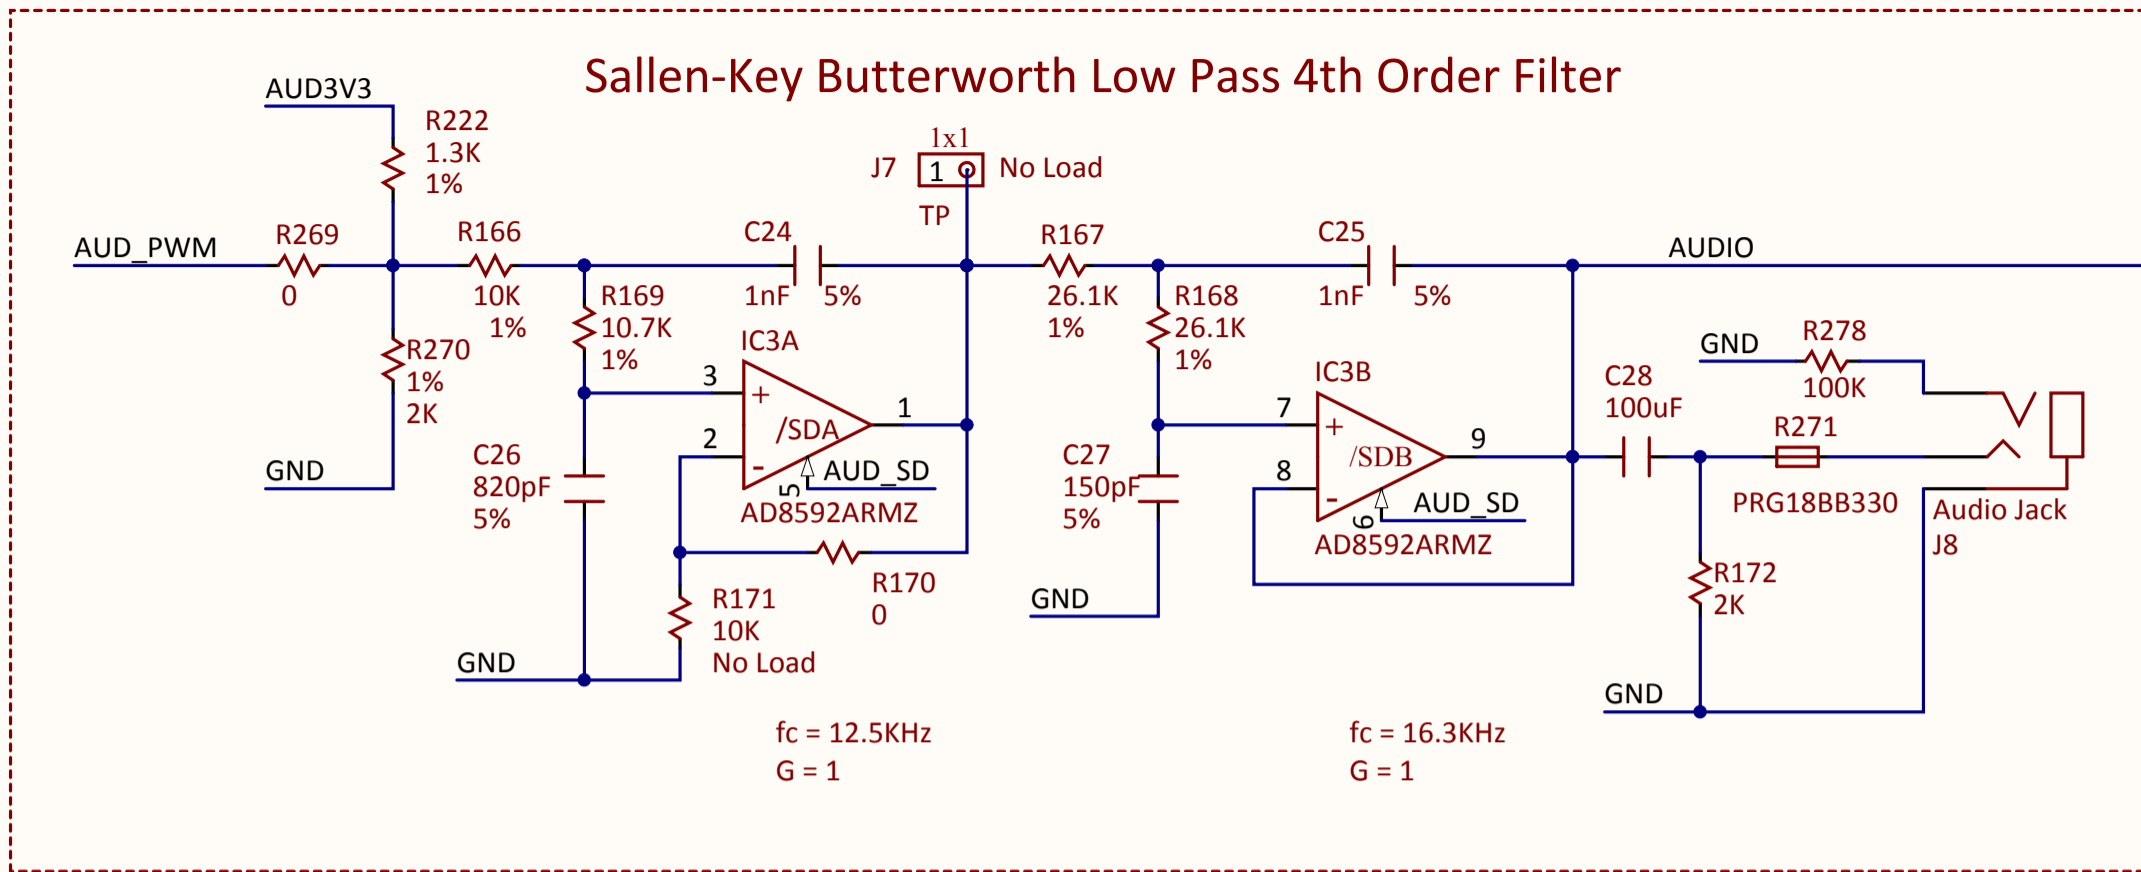 Sallen-Key Butterworth Low Pass 4th Order Filter
AUD3V3
R222
1.3K
1%
1x1
J7
1
No Load
TP
AUD_PWM
R269
0
R166
10K
1%
C24
1nF
5%
R167
26.1K
1%
C25
1nF
5%
AUDIO
R270
1%
2K
GND
R169
10.7K
1%
IC3A
3
+
/SDA
1
2
-
5
AUD_SD
AD8592ARMZ
C26
820pF
5%
R170
0
R171
10K
No Load
GND
R168
26.1K
1%
IC3B
7
+
/SDB
9
8
-
6
AUD_SD
AD8592ARMZ
C27
150pF
5%
GND
C28
100uF
GND
R278
100K
R271
PRG18BB330
Audio Jack
J8
R172
2K
GND
fc = 12.5KHz
G = 1
fc = 16.3KHz
G = 1